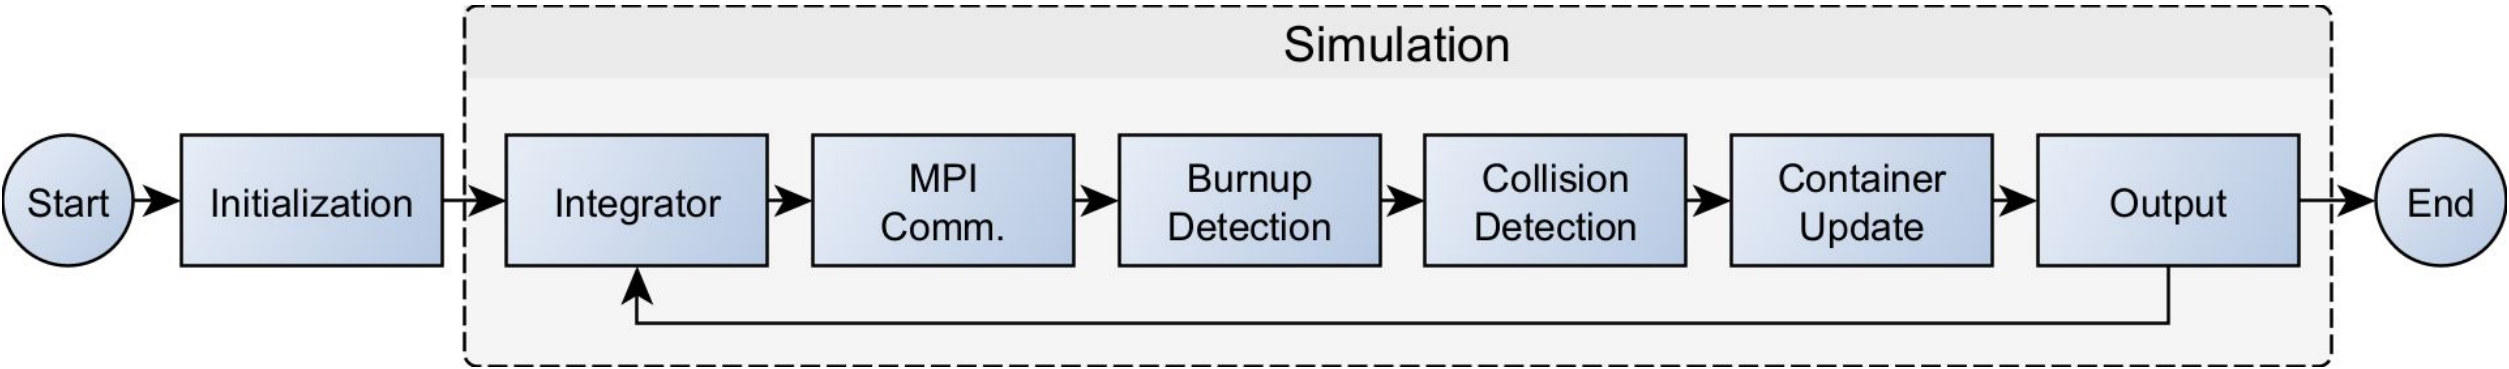 Simulation
Start
Initialization
Integrator
MPI
Comm.
Burnup
Detection
Collision
Detection
Container
Update
Output
End